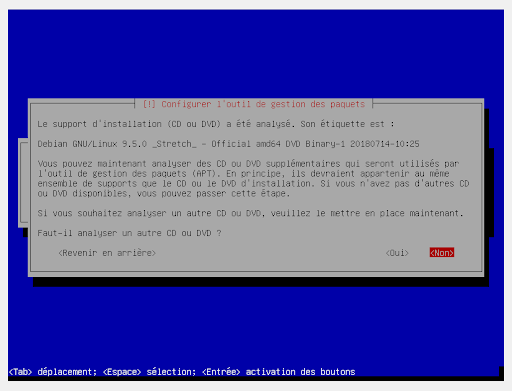 [!] Configurer l'outil de gestion des paquets
Le support d'installation (CD ou DVD) a été analysé. Son étiquette est :
Debian GNU/Linux 9.5.0 _Stretch_ - Official amd64 DVD Binary-1 20180714-10:25
Vous pouvez maintenant analyser des CD ou DVD supplémentaires qui seront utilisés par
l'outil de gestion des paquets (APT). En principe, ils devraient appartenir au même
ensemble de supports que le CD ou le DVD d'installation. Si vous n'avez pas d'autres CD
ou DVD disponibles, vous pouvez passer cette étape.
Si vous souhaitez analyser un autre CD ou DVD, veuillez le mettre en place maintenant.
Faut-il analyser un autre CD ou DVD ?
<Revenir en arrière> <Oui> <Non>
<Tab> déplacement; <Espace> sélection; <Entrée> activation des boutons